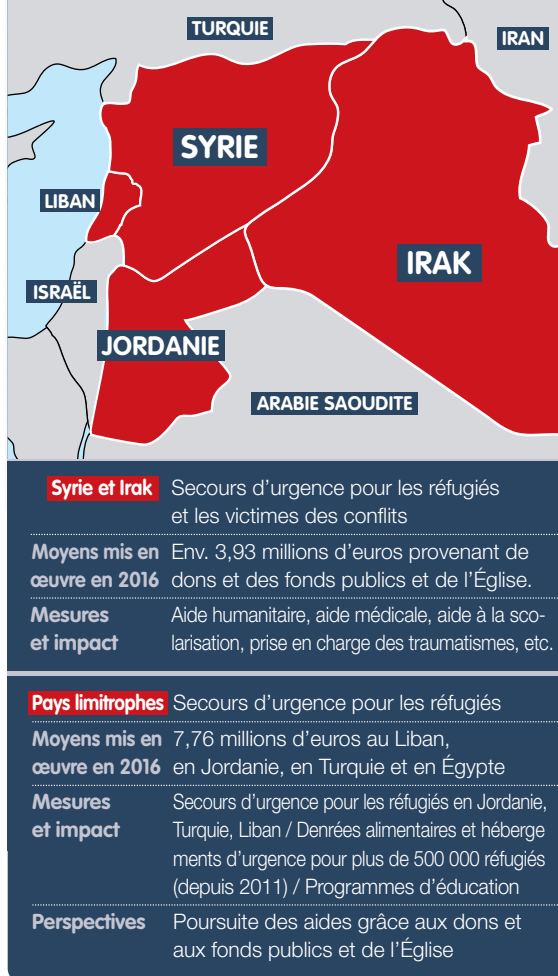 TURQUIE
IRAN
SYRIE
LIBAN
IRAK
ISRAËL
JORDANIE
ARABIE SAOUDITE
Syrie et Irak Secours d’urgence pour les réfugiés
et les victimes des conflits
Moyens mis en Env. 3,93 millions d’euros provenant de
œuvre en 2016 dons et des fonds publics et de l’Église.
Mesures Aide humanitaire, aide médicale, aide à la sco-
et impact larisation, prise en charge des traumatismes, etc.
Pays limitrophes Secours d’urgence pour les réfugiés
Moyens mis en 7,76 millions d’euros au Liban,
œuvre en 2016 en Jordanie, en Turquie et en Égypte
Mesures Secours d’urgence pour les réfugiés en Jordanie,
et impact Turquie, Liban / Denrées alimentaires et héberge
ments d’urgence pour plus de 500 000 réfugiés
(depuis 2011) / Programmes d’éducation
Perspectives Poursuite des aides grâce aux dons et
aux fonds publics et de l’Église